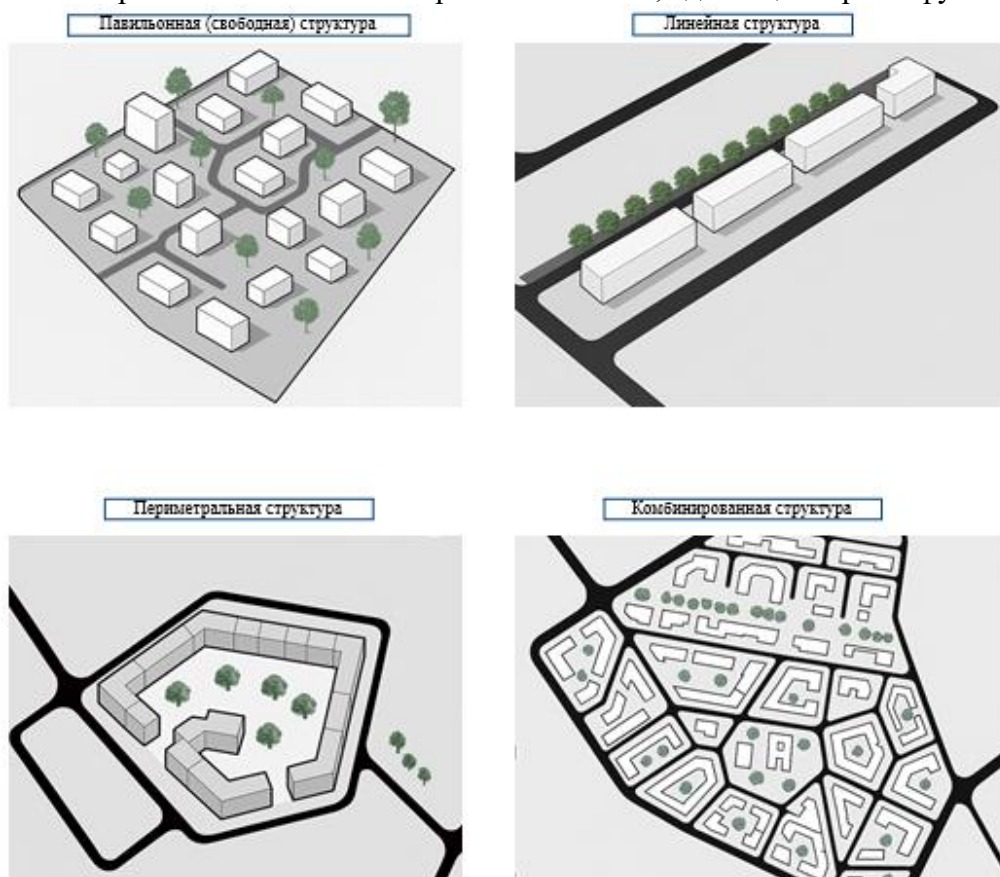 Павильонная (свободная) структура
Линейная структура
Периметральная структура
Комбинированная структура